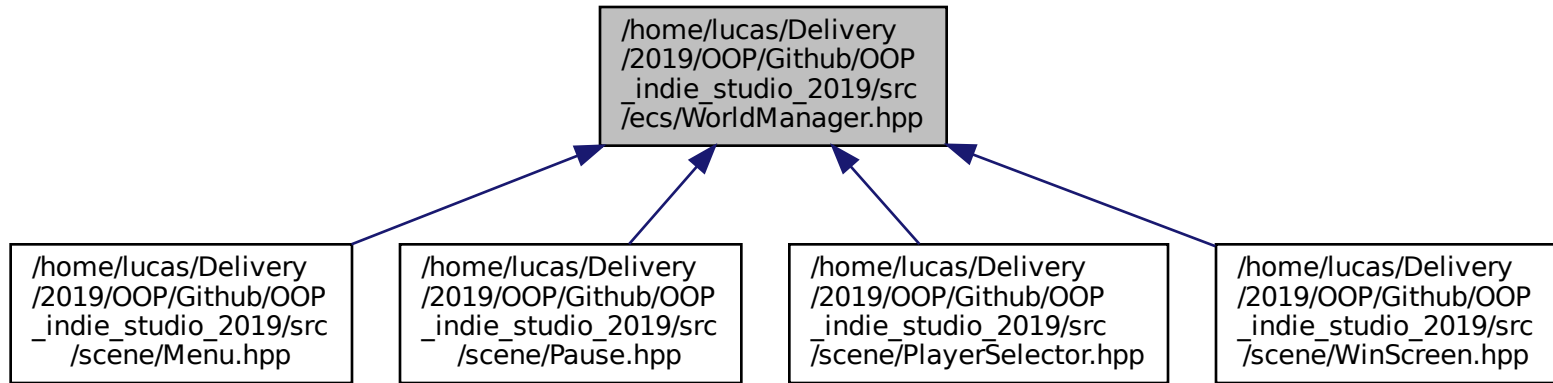 /home/lucas/Delivery
/2019/OOP/Github/OOP
_indie_studio_2019/src
/ecs/WorldManager.hpp
/home/lucas/Delivery
/2019/OOP/Github/OOP
_indie_studio_2019/src
/scene/Menu.hpp
/home/lucas/Delivery
/2019/OOP/Github/OOP
_indie_studio_2019/src
/scene/Pause.hpp
/home/lucas/Delivery
/2019/OOP/Github/OOP
_indie_studio_2019/src
/scene/PlayerSelector.hpp
/home/lucas/Delivery
/2019/OOP/Github/OOP
_indie_studio_2019/src
/scene/WinScreen.hpp